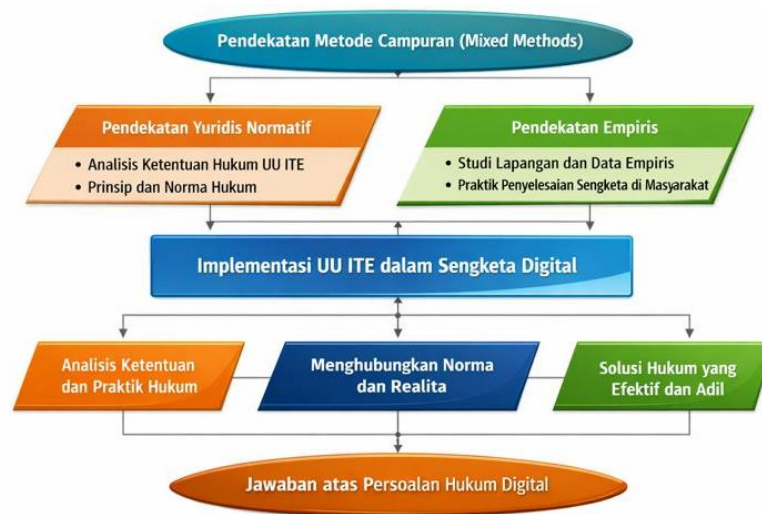 Pendekatan Metode Campuran (Mixed Methods)
Pendekatan Yuridis Normatif
• Analisis Ketentuan Hukum UU ITE
• Prinsip dan Norma Hukum
Pendekatan Empiris
• Studi Lapangan dan Data Empiris
• Praktik Penyelesaian Sengketa di Masyarakat
Implementasi UU ITE dalam Sengketa Digital
Analisis Ketentuan
dan Praktik Hukum
Menghubungkan Norma
dan Realita
Solusi Hukum yang
Efektif dan Adil
Jawaban atas Persoalan Hukum Digital